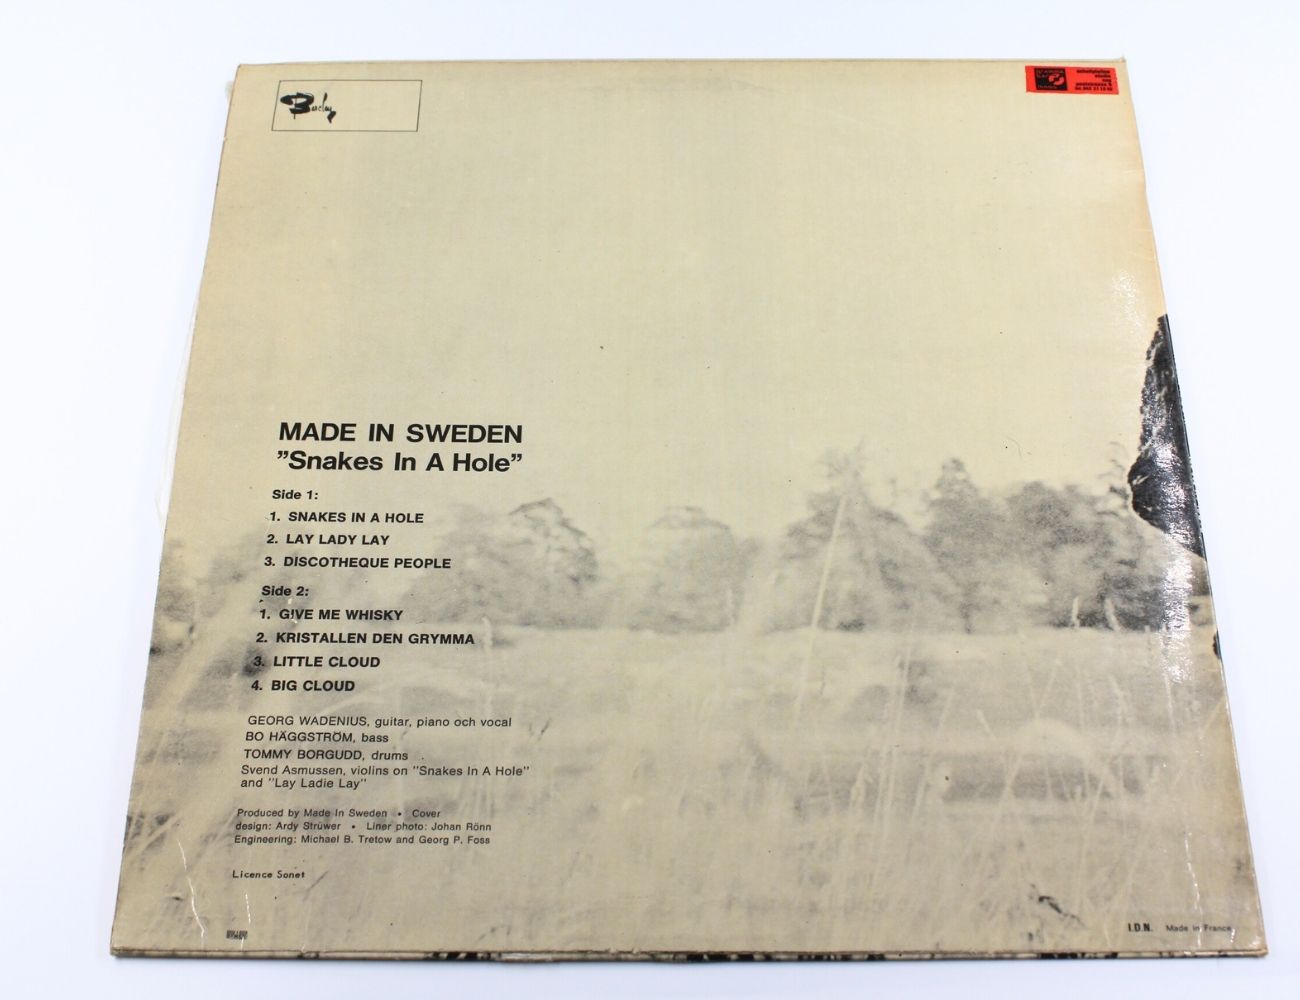 Barclay
MADE IN SWEDEN
”Snakes In A Hole”
Side 1:
1. SNAKES IN A HOLE
2. LAY LADY LAY
3. DISCOTHEQUE PEOPLE
Side 2:
1. GIVE ME WHISKY
2. KRISTALLEN DEN GRYMMA
3. LITTLE CLOUD
4. BIG CLOUD
GEORG WADENIUS, guitar, piano och vocal
BO HÄGGSTRÖM, bass
TOMMY BORGUDD, drums
Svend Asmussen, violins on "Snakes In A Hole"
and "Lay Ladie Lay"
Produced by Made In Sweden • Cover
design: Ardy Strüwer • Liner photo: Johan Rönn
Engineering: Michael B. Tretow and Georg P. Foss
Licence Sonet
I.D.N. Made in France